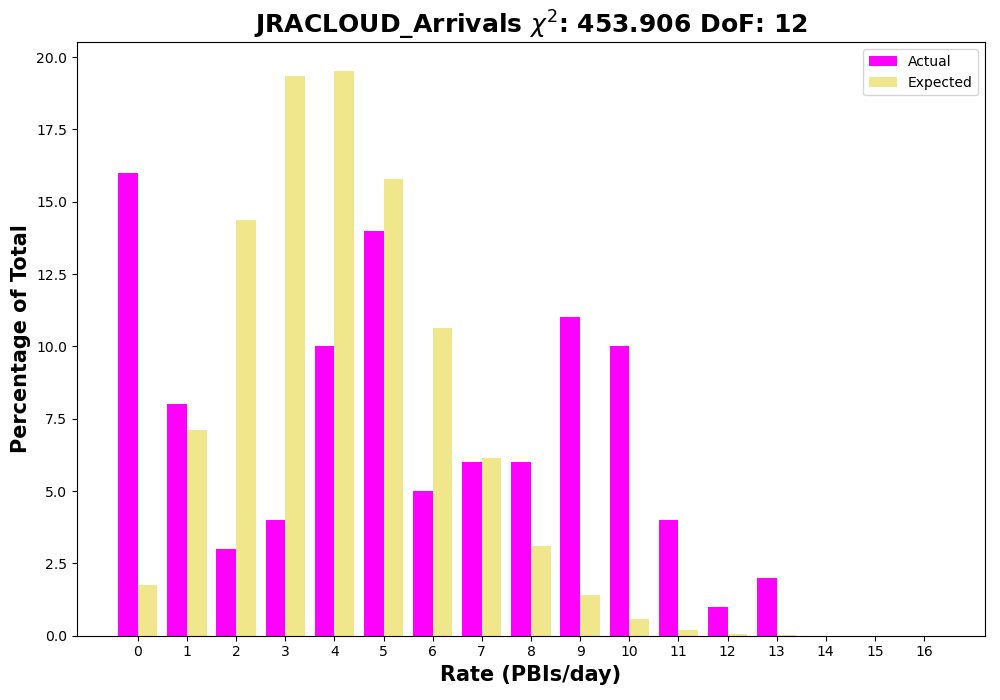 JRACLOUD_Arrivals χ²: 453.906 DoF: 12
Actual
Expected
Percentage of Total
20.0
17.5
15.0
12.5
10.0
7.5
5.0
2.5
0.0
0 1 2 3 4 5 6 7 8 9 10 11 12 13 14 15 16
Rate (PBIs/day)